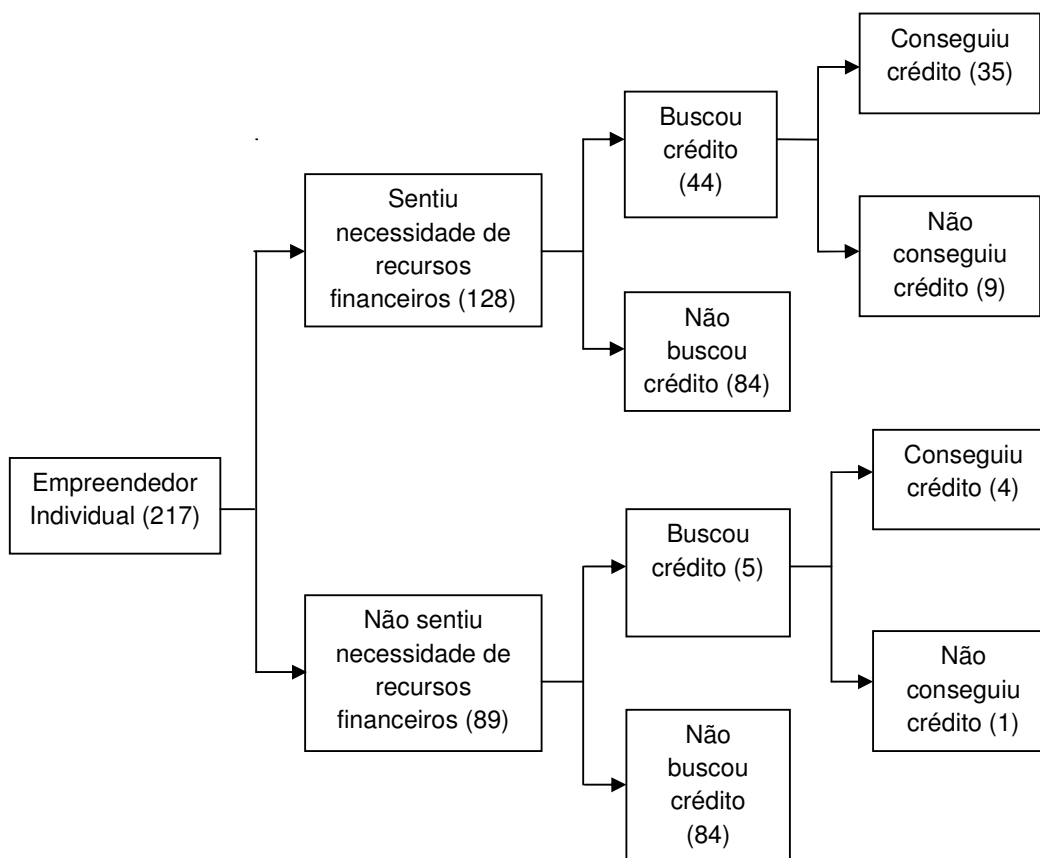 Empreendedor
Individual (217)
Sentiu
necessidade de
recursos
financeiros (128)
Buscou
crédito
(44)
Conseguiu
crédito (35)
Não
conseguiu
crédito (9)
Não
buscou
crédito (84)
Não sentiu
necessidade de
recursos
financeiros (89)
Buscou
crédito (5)
Conseguiu
crédito (4)
Não
conseguiu
crédito (1)
Não
buscou
crédito
(84)